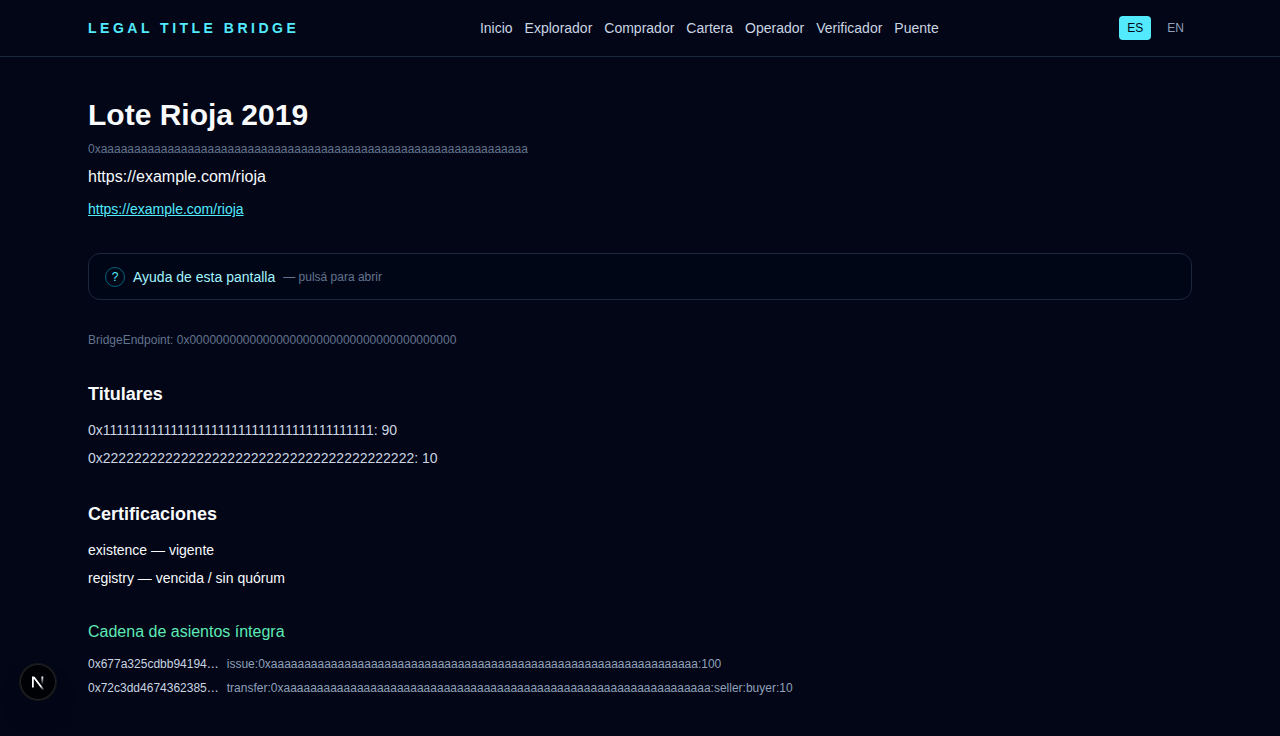 LEGAL TITLE BRIDGE
Inicio Explorador Comprador Cartera Operador Verificador Puente
ES EN
Lote Rioja 2019
0xaaaaaaaaaaaaaaaaaaaaaaaaaaaaaaaaaaaaaaaaaaaaaaaaaaaaaaaaaaaaaaaa
https://example.com/rioja
https://example.com/rioja
? Ayuda de esta pantalla — pulsá para abrir
BridgeEndpoint: 0x0000000000000000000000000000000000000000
Titulares
0x1111111111111111111111111111111111111111: 90
0x2222222222222222222222222222222222222222: 10
Certificaciones
existence — vigente
registry — vencida / sin quórum
Cadena de asientos íntegra
0x677a325cdbb94194… issue:0xaaaaaaaaaaaaaaaaaaaaaaaaaaaaaaaaaaaaaaaaaaaaaaaaaaaaaaaaaaaaaaaa:100
0x72c3dd4674362385… transfer:0xaaaaaaaaaaaaaaaaaaaaaaaaaaaaaaaaaaaaaaaaaaaaaaaaaaaaaaaaaaaaaaaa:seller:buyer:10
N